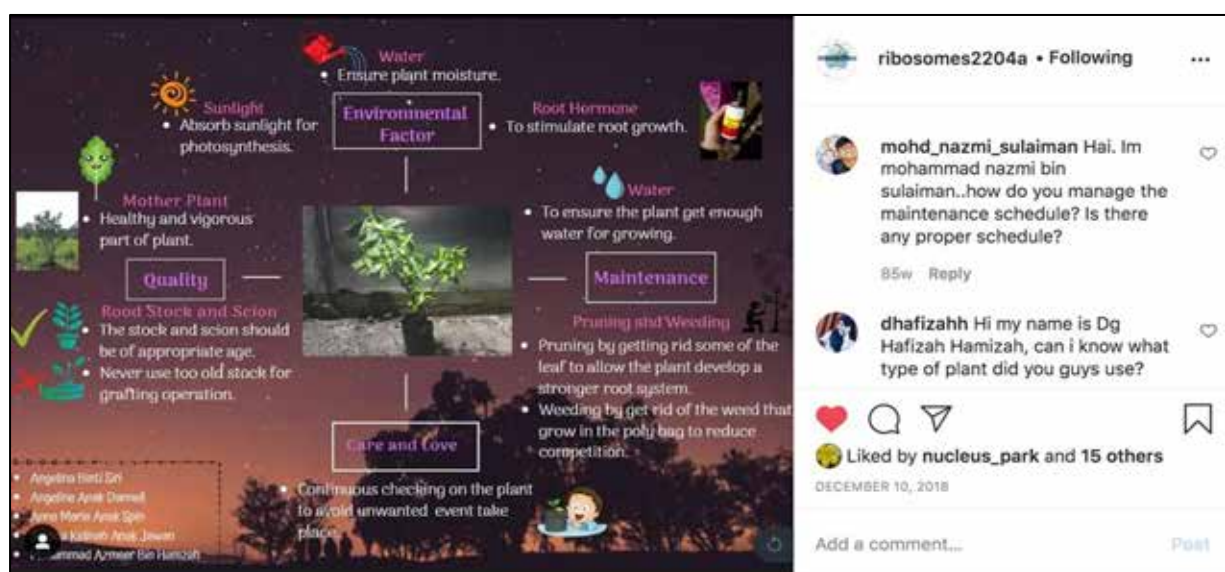 Water
• Ensure plant moisture.
Environmental
Factor
Sunlight
• Absorb sunlight for
photosynthesis.
Root Hormone
• To stimulate root growth.
Mother Plant
• Healthy and vigorous
part of plant.
Quality
Rood Stock and Scion
• The stock and scion should
be of appropriate age.
• Never use too old stock for
grafting operation.
Water
• To ensure the plant get enough
water for growing.
Maintenance
Pruning and Weeding
• Pruning by getting rid some of the
leaf to allow the plant develop a
stronger root system.
• Weeding by get rid of the weed that
grow in the poly bag to reduce
competition.
Care and Love
• Continuous checking on the plant
to avoid unwanted event take
place.
• Angelina Binti Siri
• Angeline Anak
• Anne Marie Anak
Anak Jawan
Azmeer Bin Hamzah
ribosomes2204a • Following
mohd_nazmi_sulaiman Hai. Im
mohammad nazmi bin
sulaiman..how do you manage the
maintenance schedule? Is there
any proper schedule?
85w Reply
dhafizahh Hi my name is Dg
Hafizah Hamizah, can i know what
type of plant did you guys use?
Liked by nucleus_park and 15 others
DECEMBER 10, 2018
Add a comment...
Post